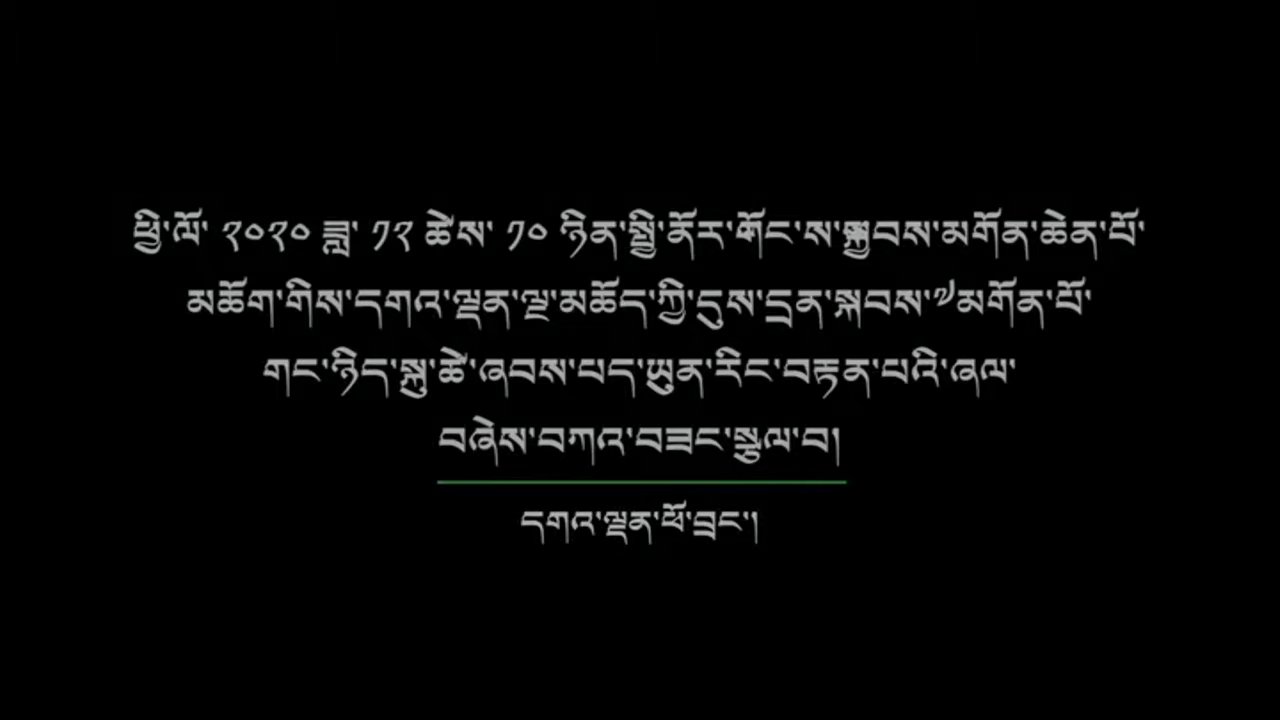 ཕྱི་ལོ་ ༢༠༢༠ ཟླ་ ༡༢ ཚེས་ ༡༠ ཉིན་སྤྱི་ནོར་གོང་ས་སྐྱབས་མགོན་ཆེན་པོ་
མཆོག་གིས་དགའ་ལྡན་ལྔ་མཆོད་ཀྱི་དུས་དྲན་སྐབས་༧མགོན་པོ་
གང་ཉིད་སྐུ་ཚེ་ཞབས་པད་ཡུན་རིང་བརྟན་པའི་ཞལ་
བཞེས་བཀའ་བཟང་སྩལ་བ།
དགའ་ལྡན་ཕོ་བྲང་།